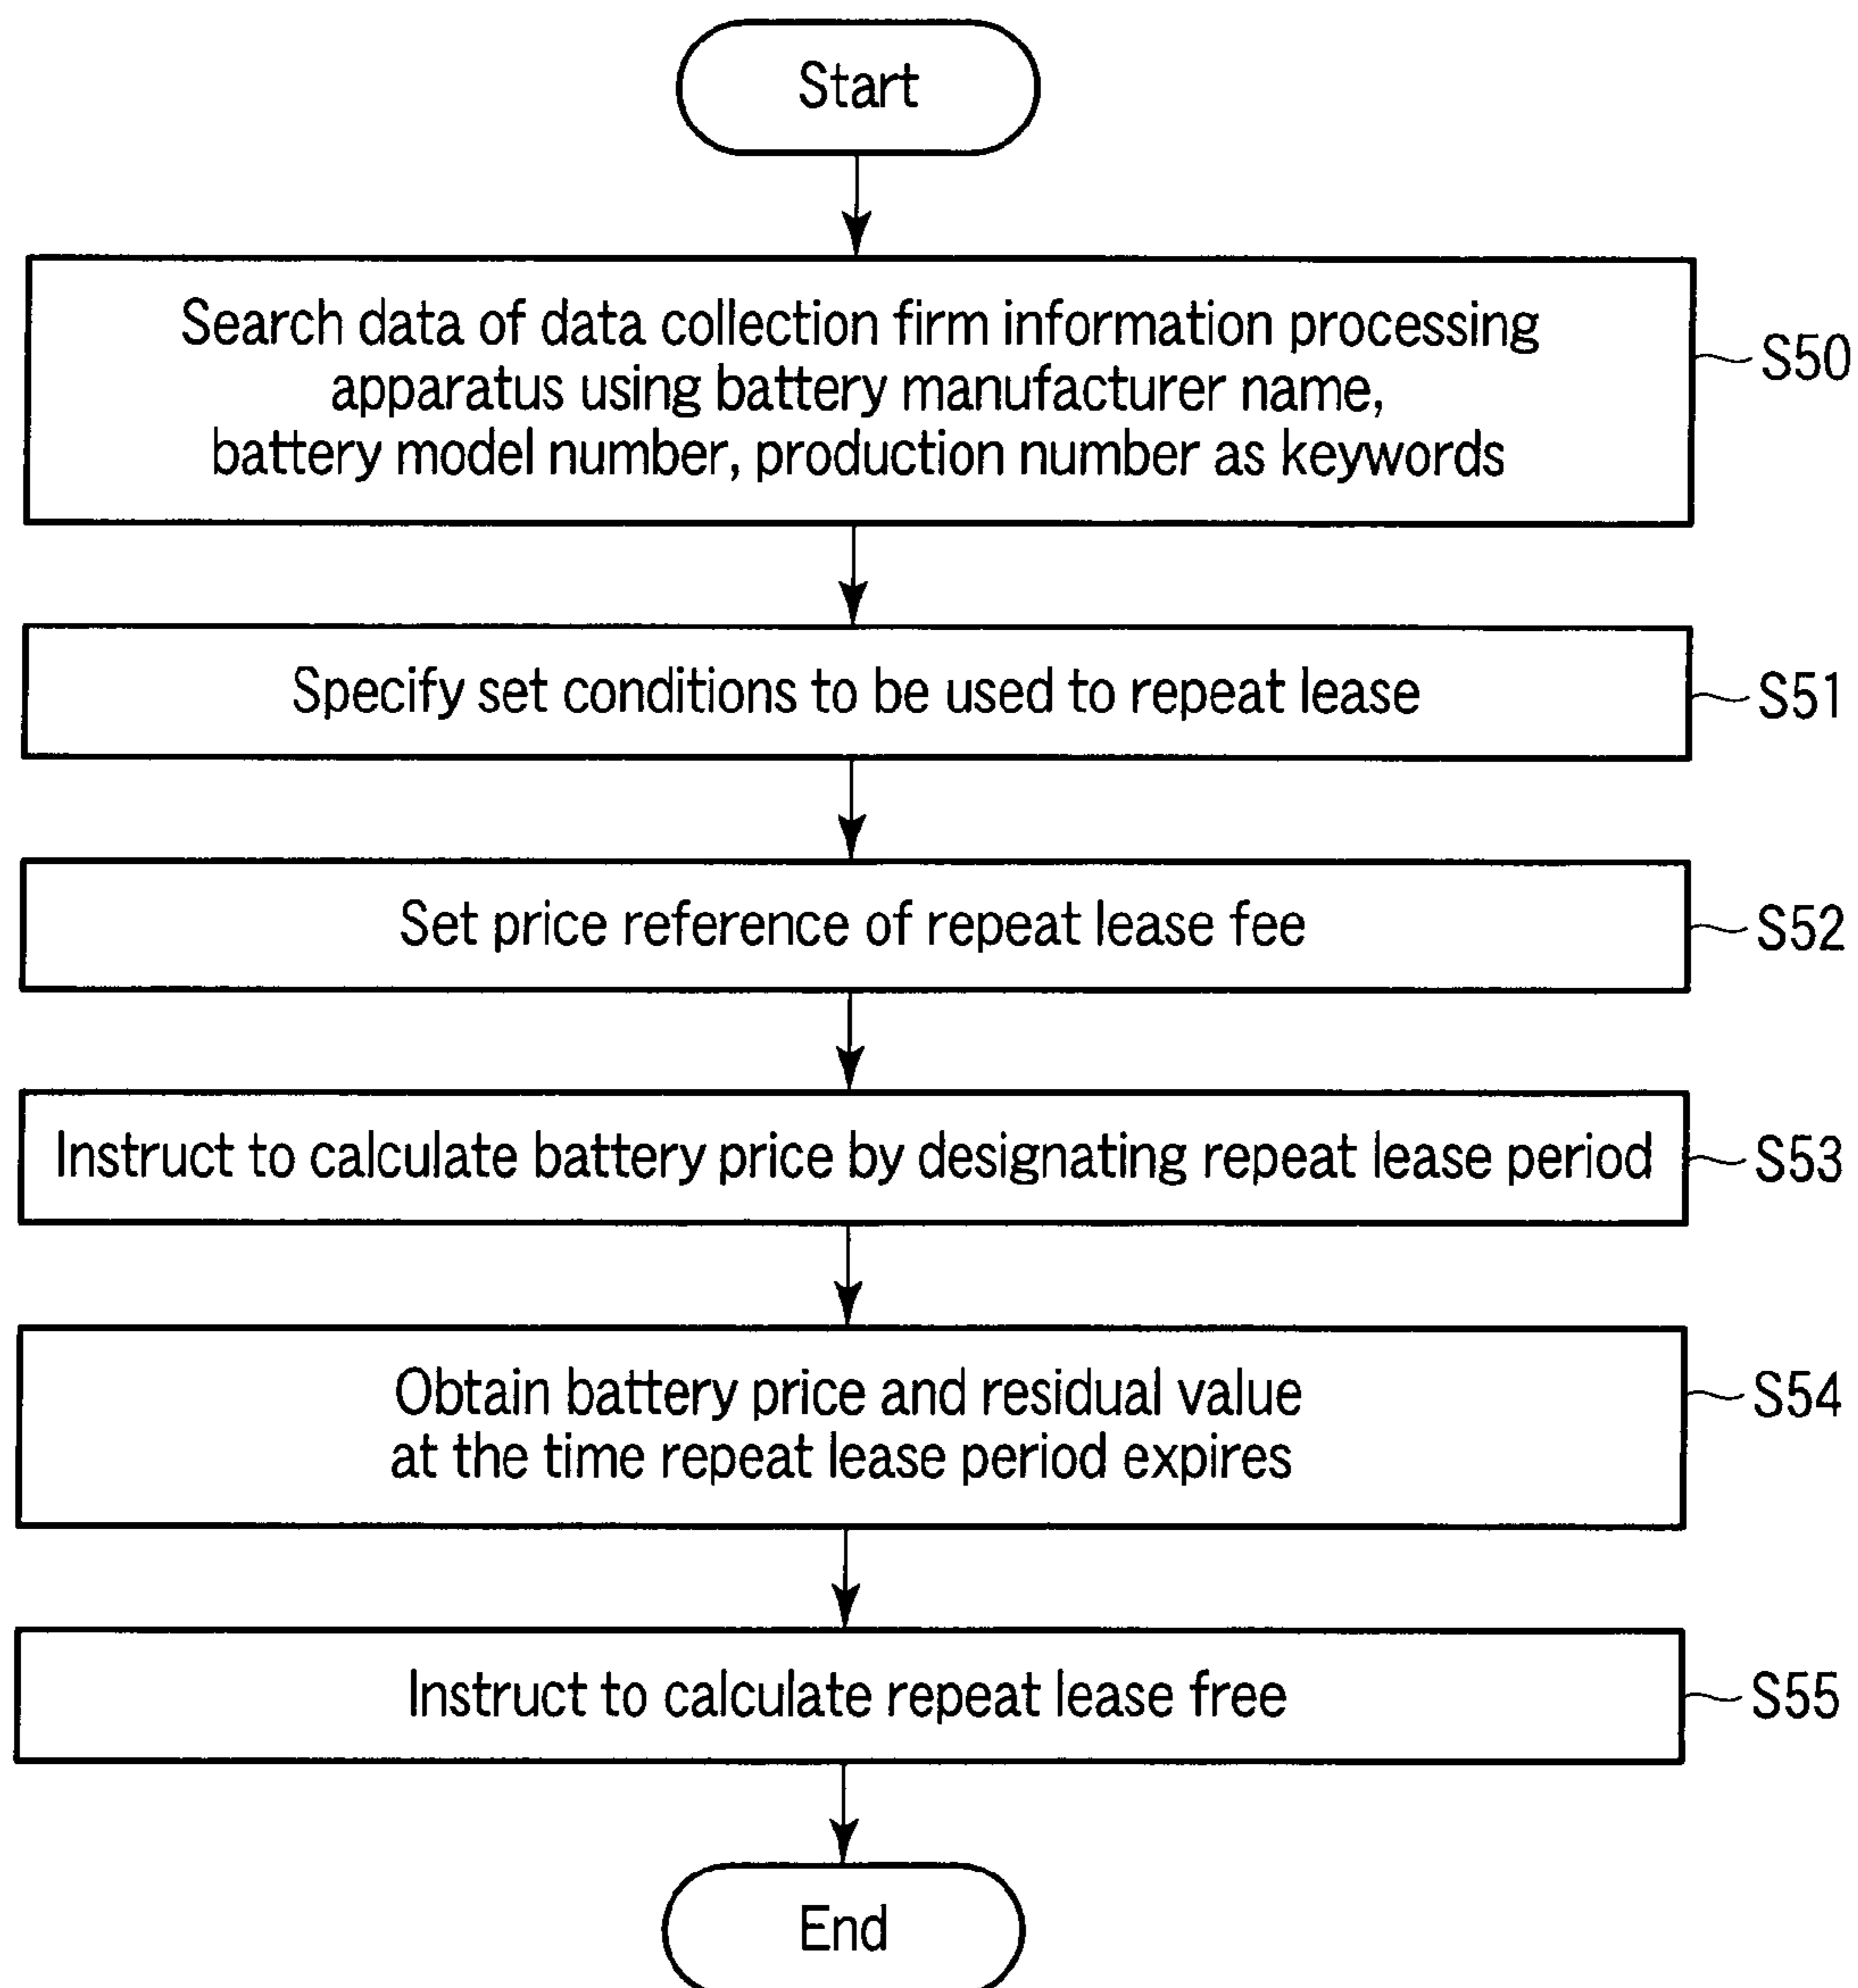 Start
Search data of data collection firm information processing
apparatus using battery manufacturer name,
battery model number, production number as keywords
S50
Specify set conditions to be used to repeat lease
S51
Set price reference of repeat lease fee
S52
Instruct to calculate battery price by designating repeat lease period
S53
Obtain battery price and residual value
at the time repeat lease period expires
S54
Instruct to calculate repeat lease free
S55
End